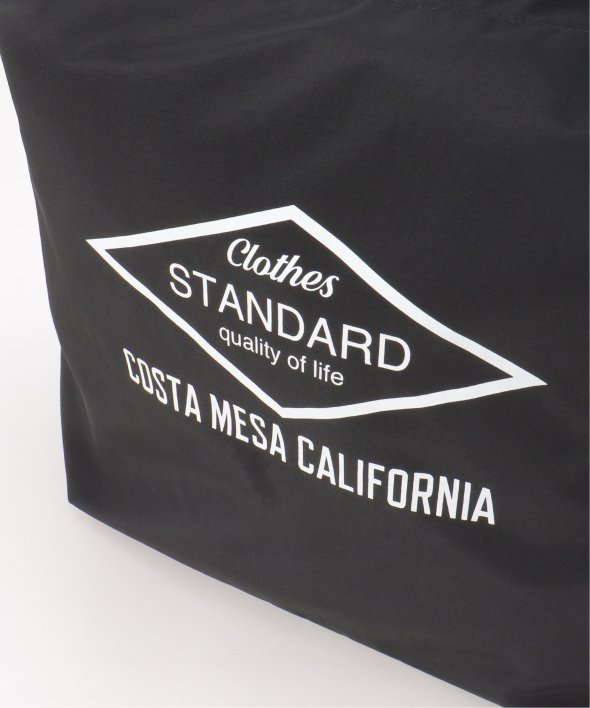 Clothes
STANDARD
quality of life
COSTA MESA CALIFORNIA